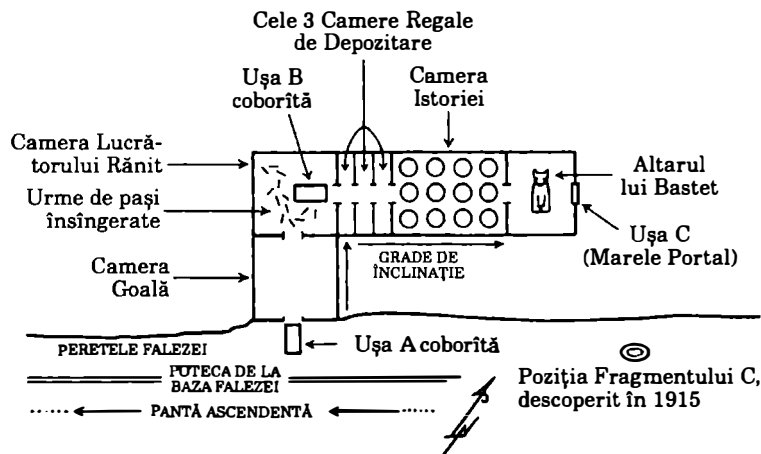 Cele 3 Camere Regale
de Depozitare
Ușa B
coborîtă
Camera
Istoriei
Camera Lucră-
torului Rănit
Urme de pași
însîngerate
Altarul
lui Bastet
Ușa C
(Marele Portal)
GRADE DE
ÎNCLINAȚIE
Camera
Goală
PERETELE FALEZEI
Ușa A coborîtă
POTECA DE LA
BAZA FALEZEI
PANTĂ ASCENDENTĂ
Poziția Fragmentului C,
descoperit în 1915